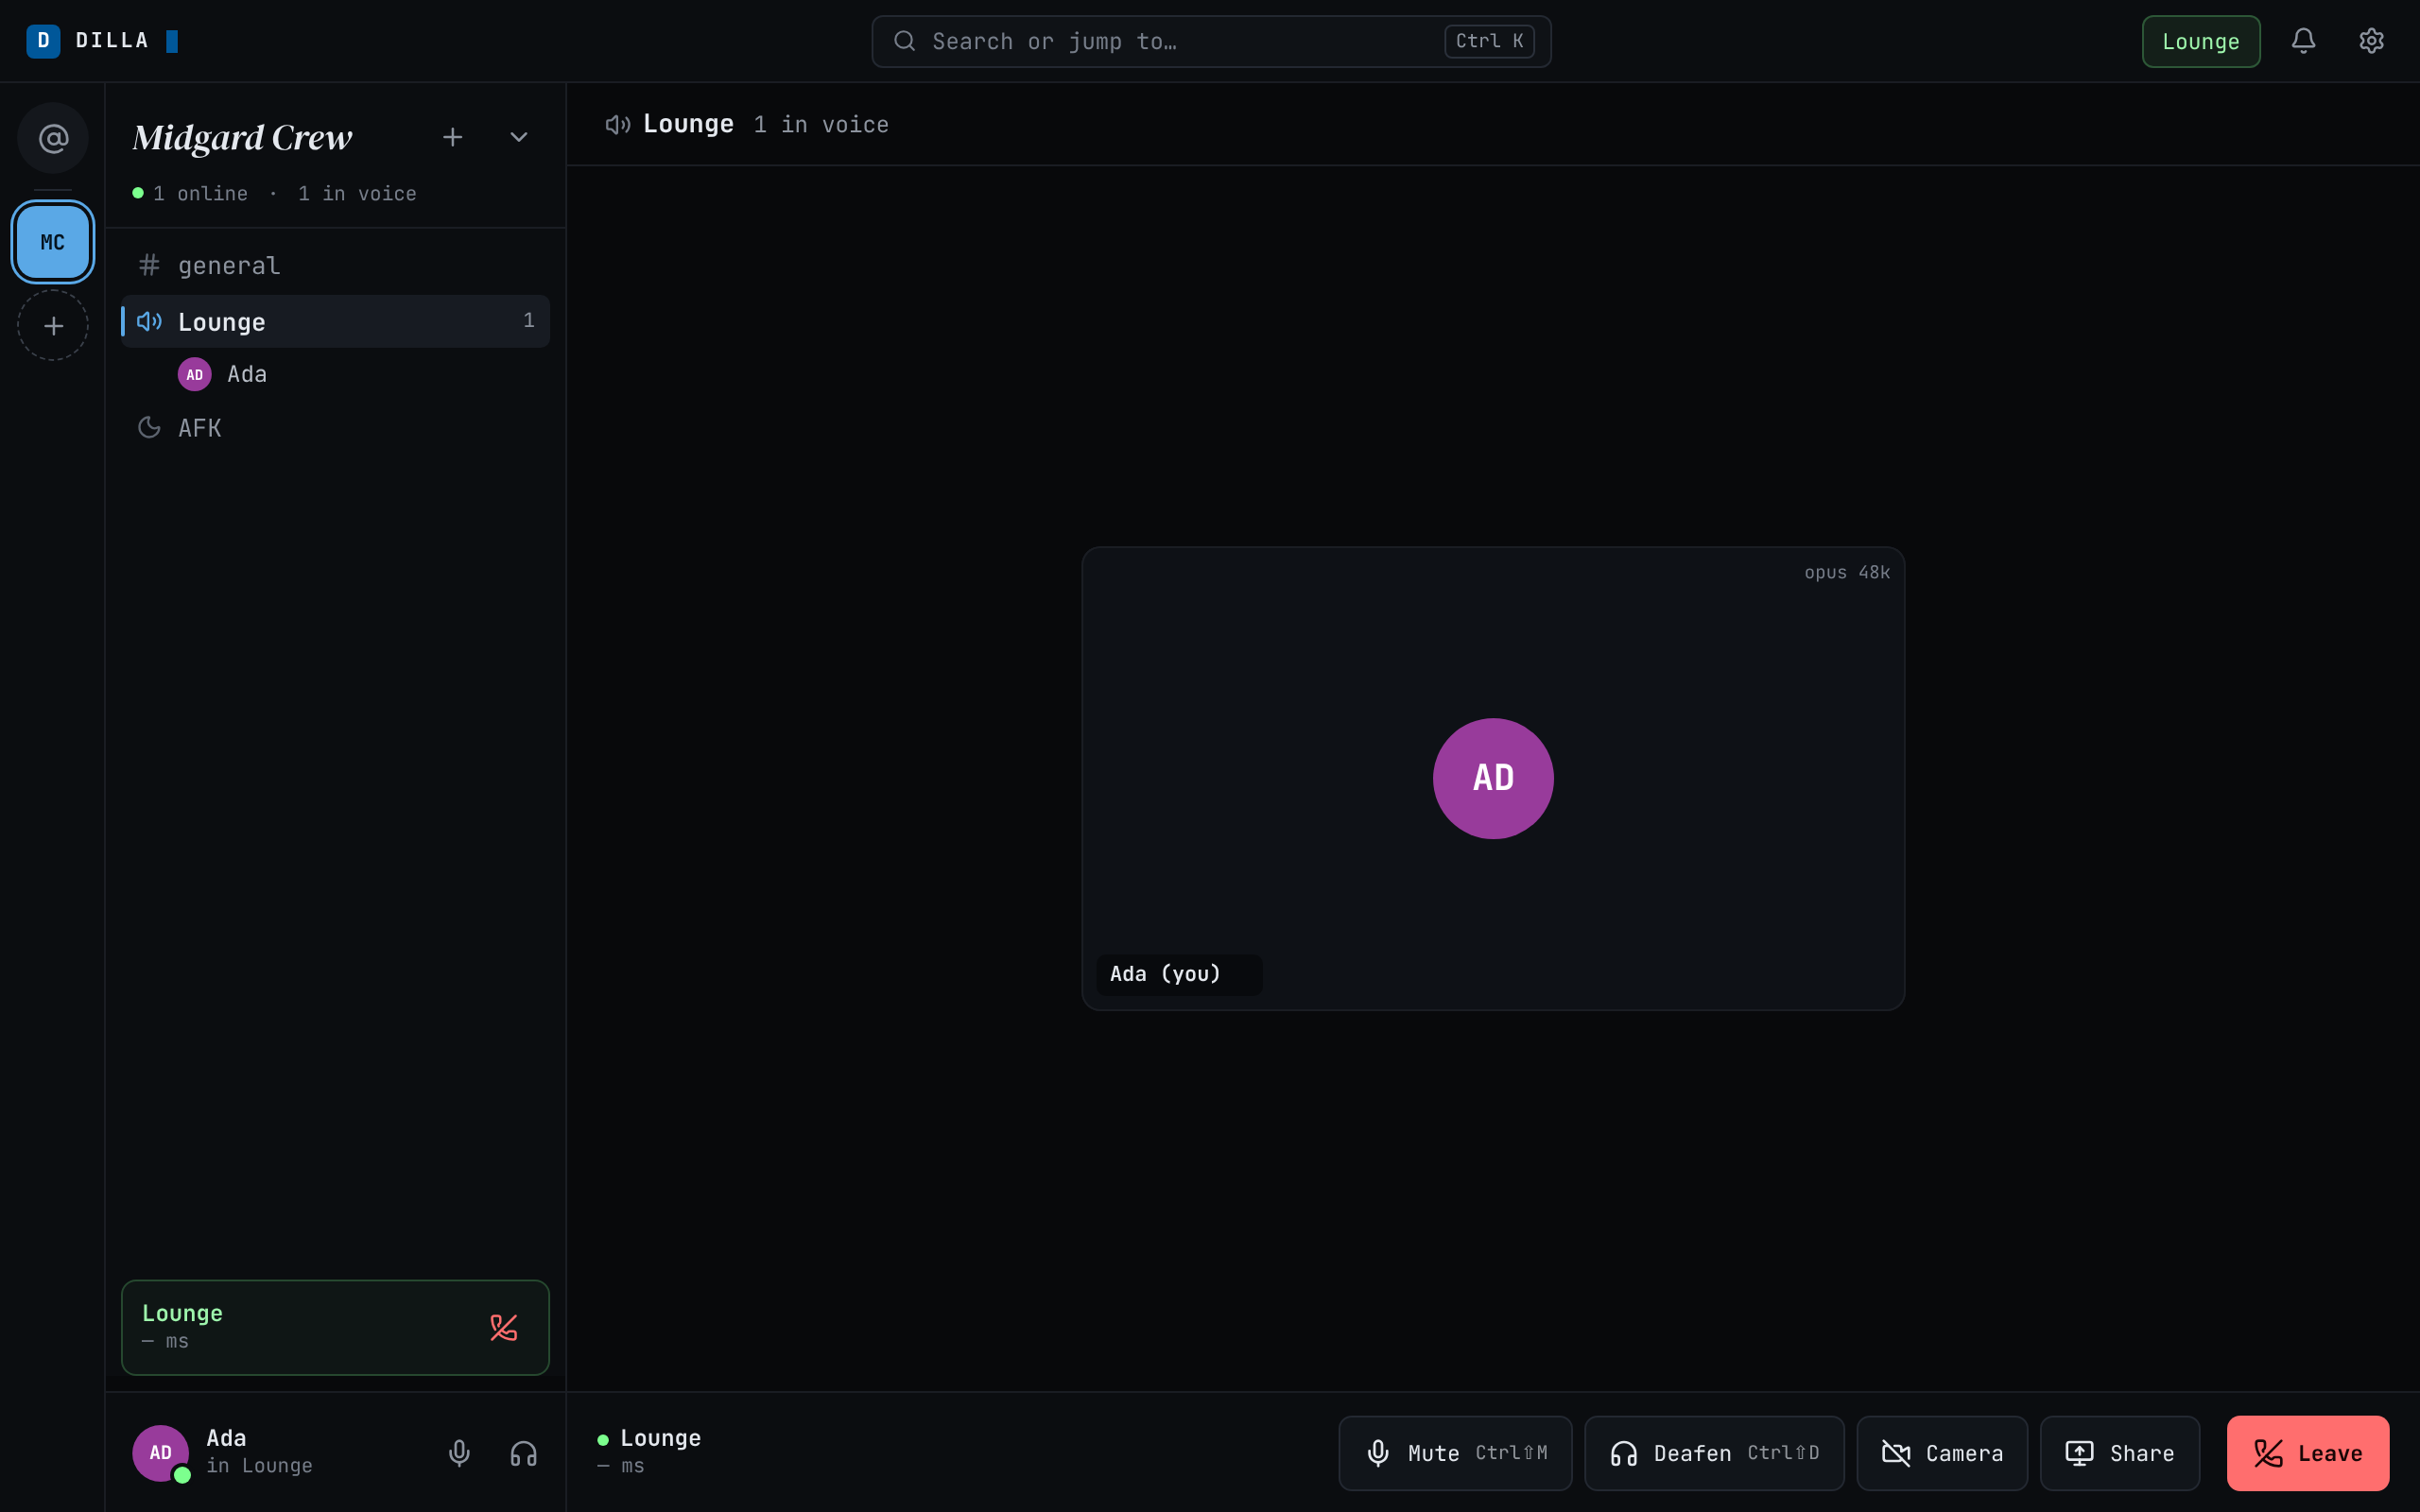 D DILLA
Search or jump to… Ctrl K
Lounge
Midgard Crew
1 online · 1 in voice
MC
general
Lounge 1
AD Ada
AFK
Lounge 1 in voice
opus 48k
AD
Ada (you)
Lounge
— ms
AD Ada
in Lounge
Lounge
— ms
Mute Ctrl⇧M
Deafen Ctrl⇧D
Camera
Share
Leave